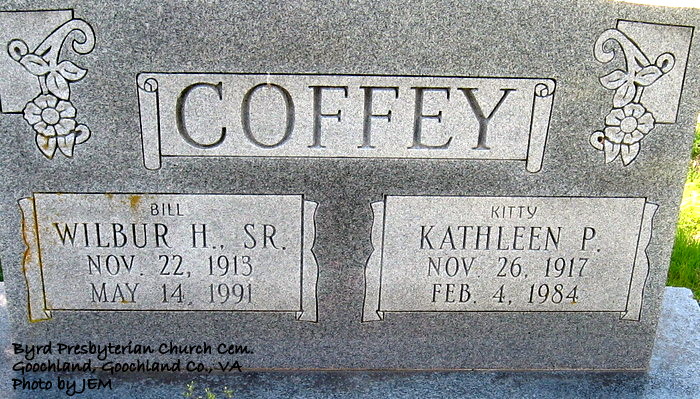 COFFEY
BILL
WILBUR H., SR.
NOV. 22, 1913
MAY 14, 1991
KITTY
KATHLEEN P.
NOV. 26, 1917
FEB. 4, 1984
Byrd Presbyterian Church Cem.
Goochland, Goochland Co., VA
Photo by JEM